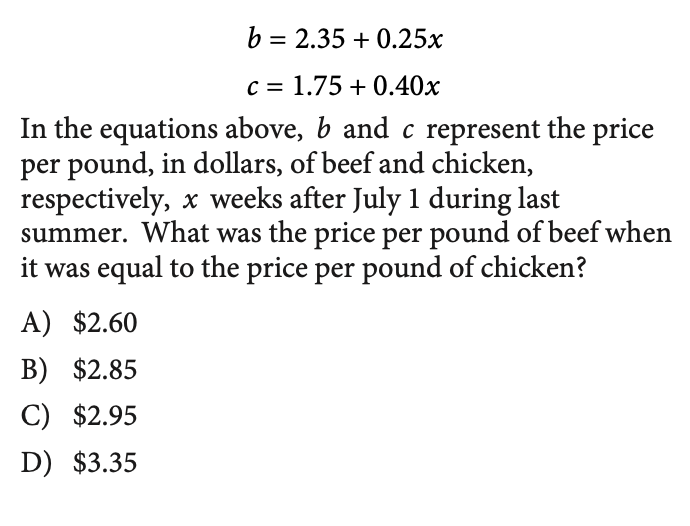 b = 2.35 + 0.25x
c = 1.75 + 0.40x
In the equations above, b and c represent the price
per pound, in dollars, of beef and chicken,
respectively, x weeks after July 1 during last
summer. What was the price per pound of beef when
it was equal to the price per pound of chicken?
A) $2.60
B) $2.85
C) $2.95
D) $3.35